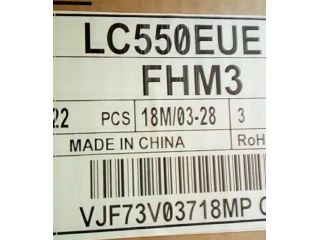 LC550EUE
FHM3
22 PCS 18M/03-28 3
MADE IN CHINA RoH
VJF73V03718MP